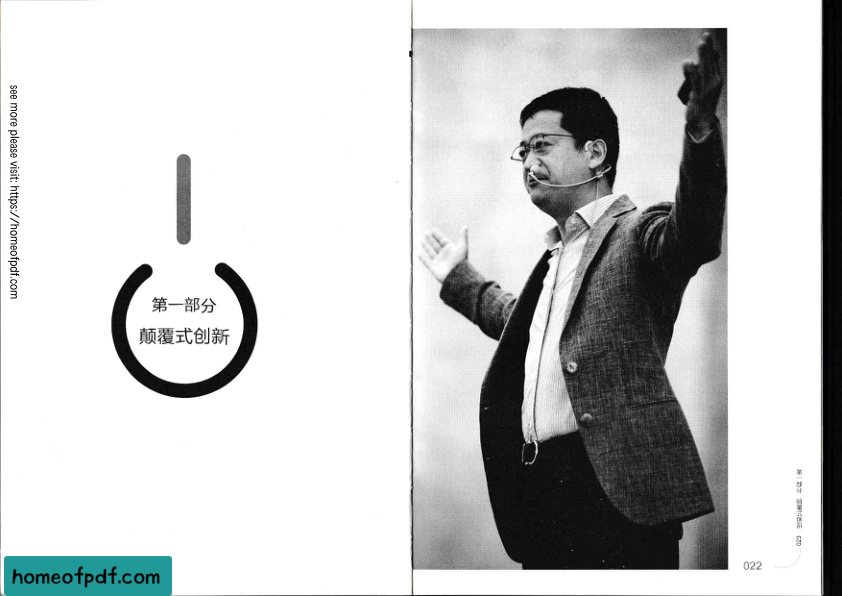 see more please visit: https://homeofpdf.com
第一部分
颠覆式创新
homeofpdf.com
022
第一部分 颠覆式创新 023